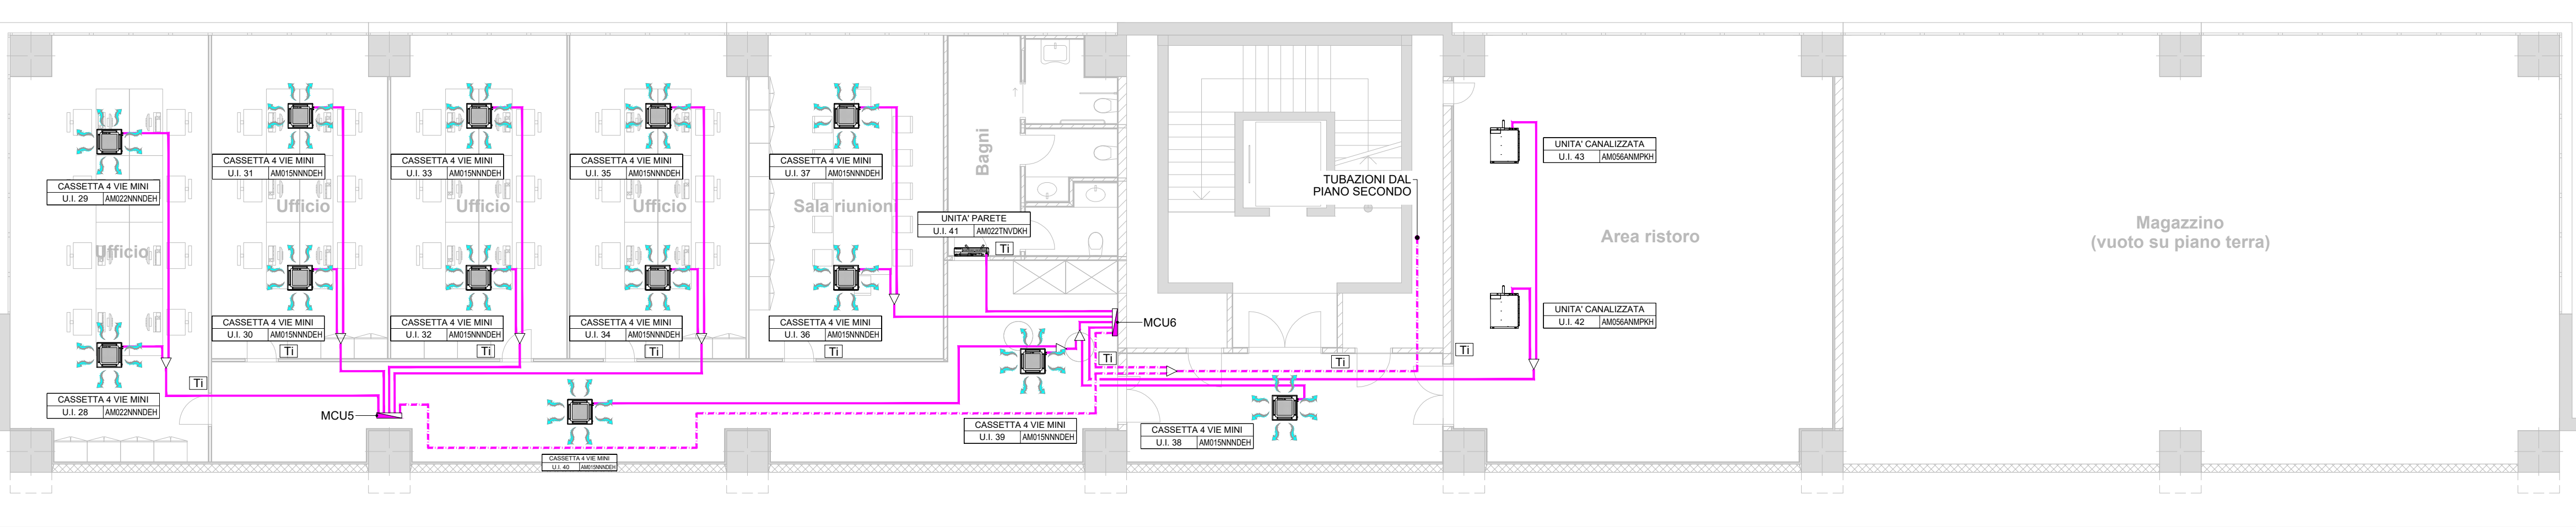 CASSETTA 4 VIE MINI
U.I. 29 AM022NNNDEH
Ufficio
CASSETTA 4 VIE MINI
U.I. 28 AM022NNNDEH
Ti
CASSETTA 4 VIE MINI
U.I. 31 AM015NNNDEH
Ufficio
CASSETTA 4 VIE MINI
U.I. 30 AM015NNNDEH
Ti
MCU5
CASSETTA 4 VIE MINI
U.I. 33 AM015NNNDEH
Ufficio
CASSETTA 4 VIE MINI
U.I. 32 AM015NNNDEH
Ti
CASSETTA 4 VIE MINI
U.I. 35 AM015NNNDEH
Ufficio
CASSETTA 4 VIE MINI
U.I. 34 AM015NNNDEH
Ti
CASSETTA 4 VIE MINI
U.I. 40 AM015NNNDEH
CASSETTA 4 VIE MINI
U.I. 37 AM015NNNDEH
Sala riunioni
CASSETTA 4 VIE MINI
U.I. 36 AM015NNNDEH
Ti
Bagni
UNITA' PARETE
U.I. 41 AM022TNVDKH
Ti
MCU6
Ti
CASSETTA 4 VIE MINI
U.I. 39 AM015NNNDEH
CASSETTA 4 VIE MINI
U.I. 38 AM015NNNDEH
TUBAZIONI DAL
PIANO SECONDO
Ti
Ti
UNITA' CANALIZZATA
U.I. 43 AM056ANMPKH
Area ristoro
UNITA' CANALIZZATA
U.I. 42 AM056ANMPKH
Magazzino
(vuoto su piano terra)